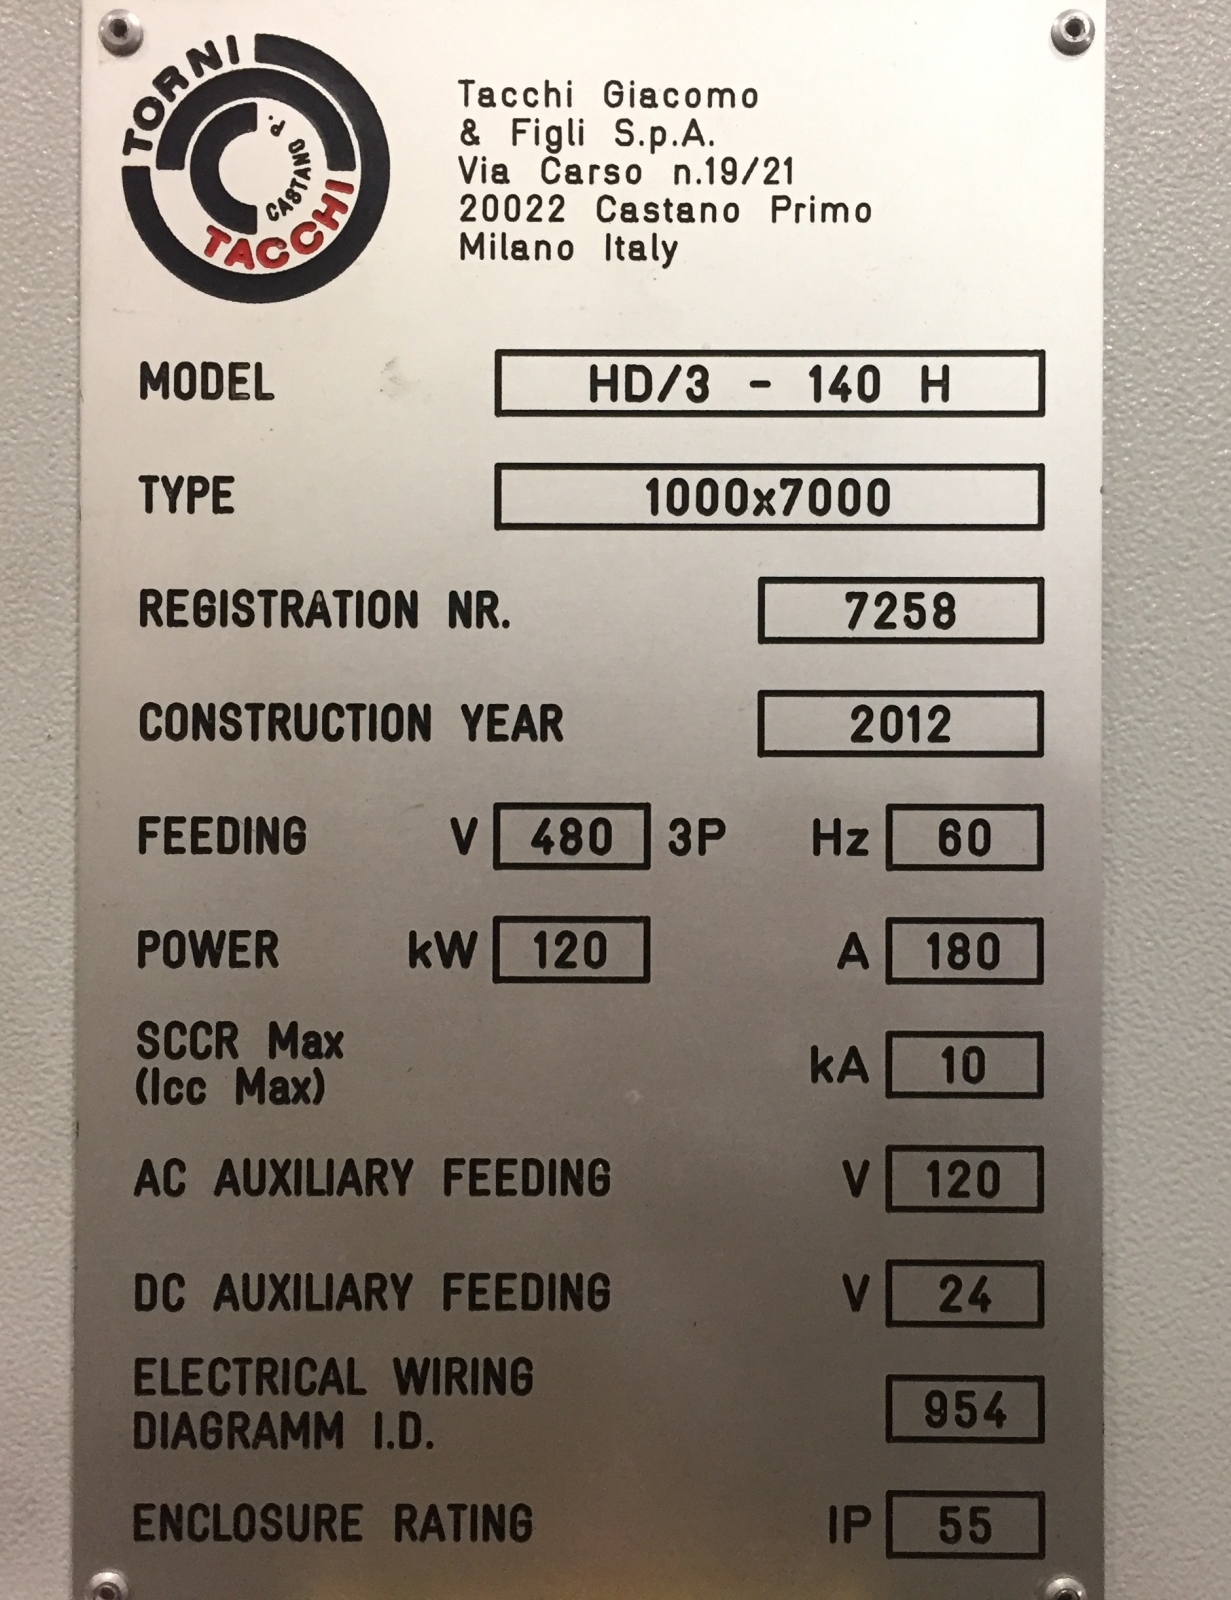 TORNI
TACCHI
CASTANO P.
Tacchi Giacomo
& Figli S.p.A.
Via Carso n.19/21
20022 Castano Primo
Milano Italy
MODEL HD/3 - 140 H
TYPE 1000x7000
REGISTRATION NR. 7258
CONSTRUCTION YEAR 2012
FEEDING V 480 3P Hz 60
POWER kW 120 A 180
SCCR Max
(Icc Max) kA 10
AC AUXILIARY FEEDING V 120
DC AUXILIARY FEEDING V 24
ELECTRICAL WIRING
DIAGRAMM I.D. 954
ENCLOSURE RATING IP 55